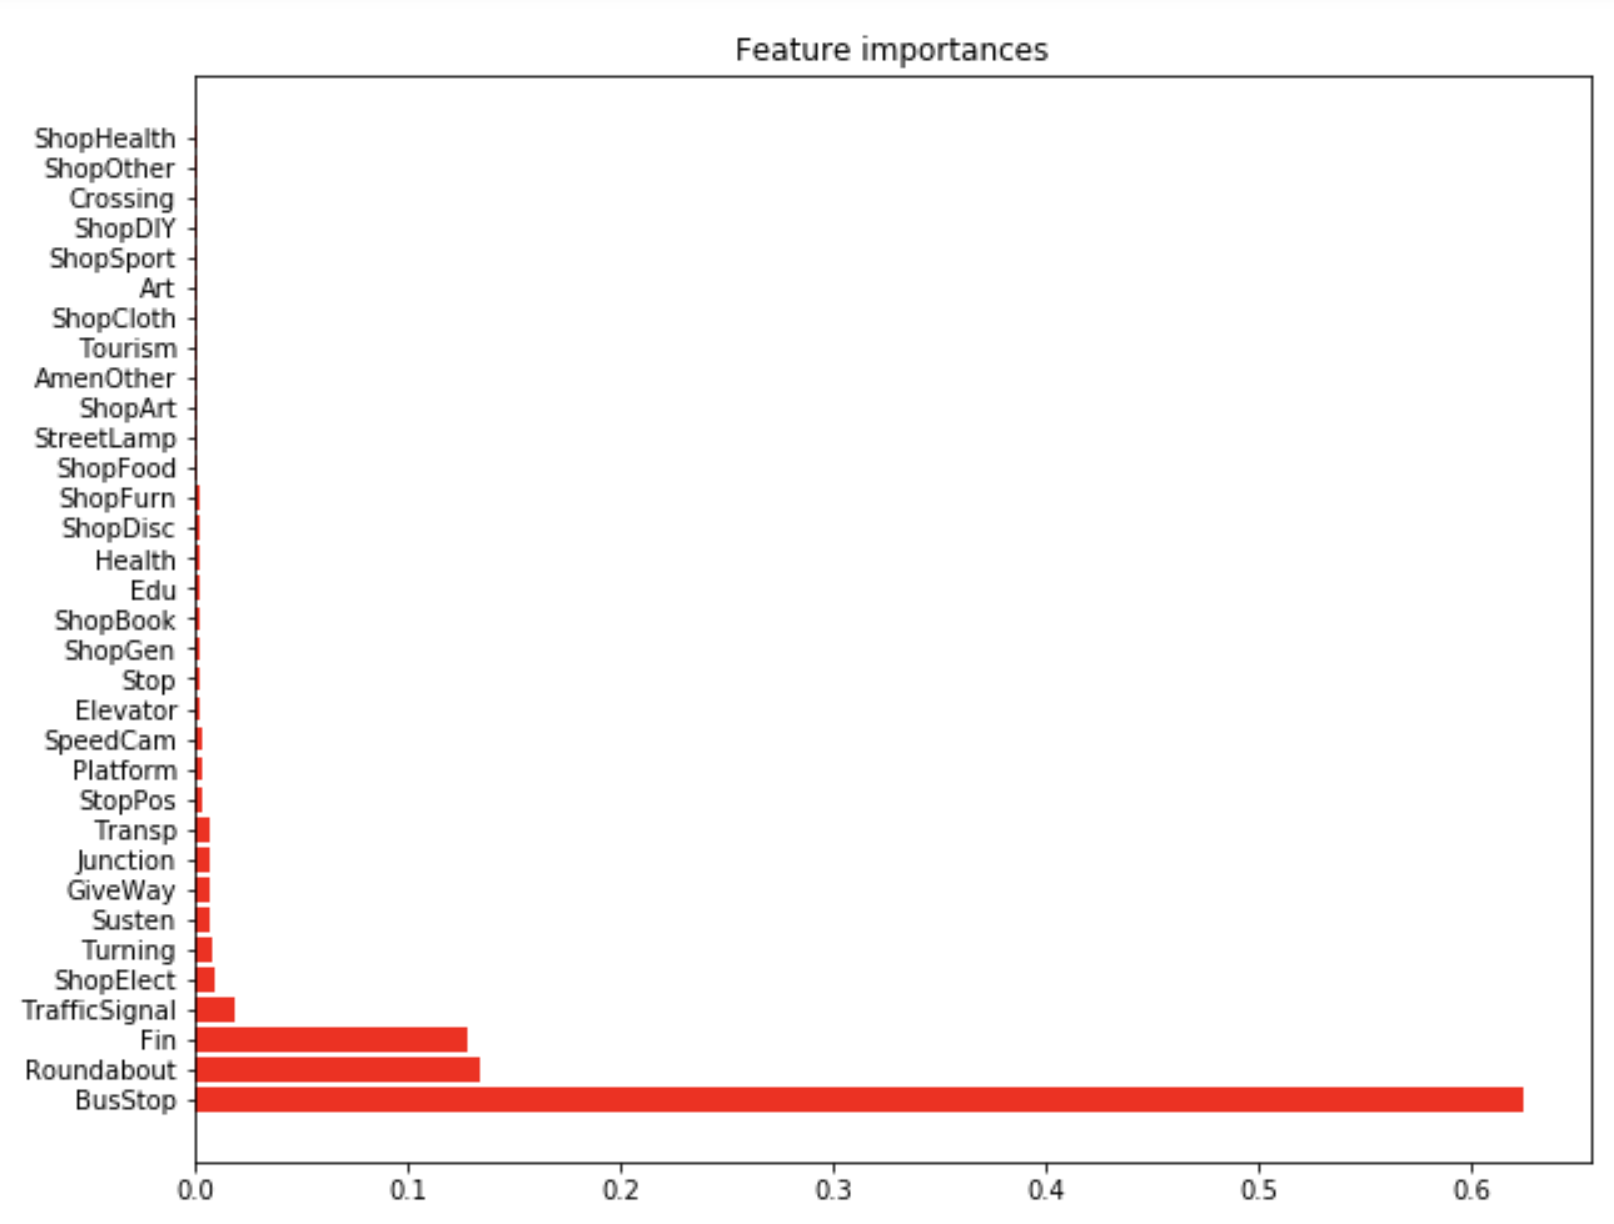 Feature importances
ShopHealth
ShopOther
Crossing
ShopDIY
ShopSport
Art
ShopCloth
Tourism
AmenOther
ShopArt
StreetLamp
ShopFood
ShopFurn
ShopDisc
Health
Edu
ShopBook
ShopGen
Stop
Elevator
SpeedCam
Platform
StopPos
Transp
Junction
GiveWay
Susten
Turning
ShopElect
TrafficSignal
Fin
Roundabout
BusStop
0.0 0.1 0.2 0.3 0.4 0.5 0.6